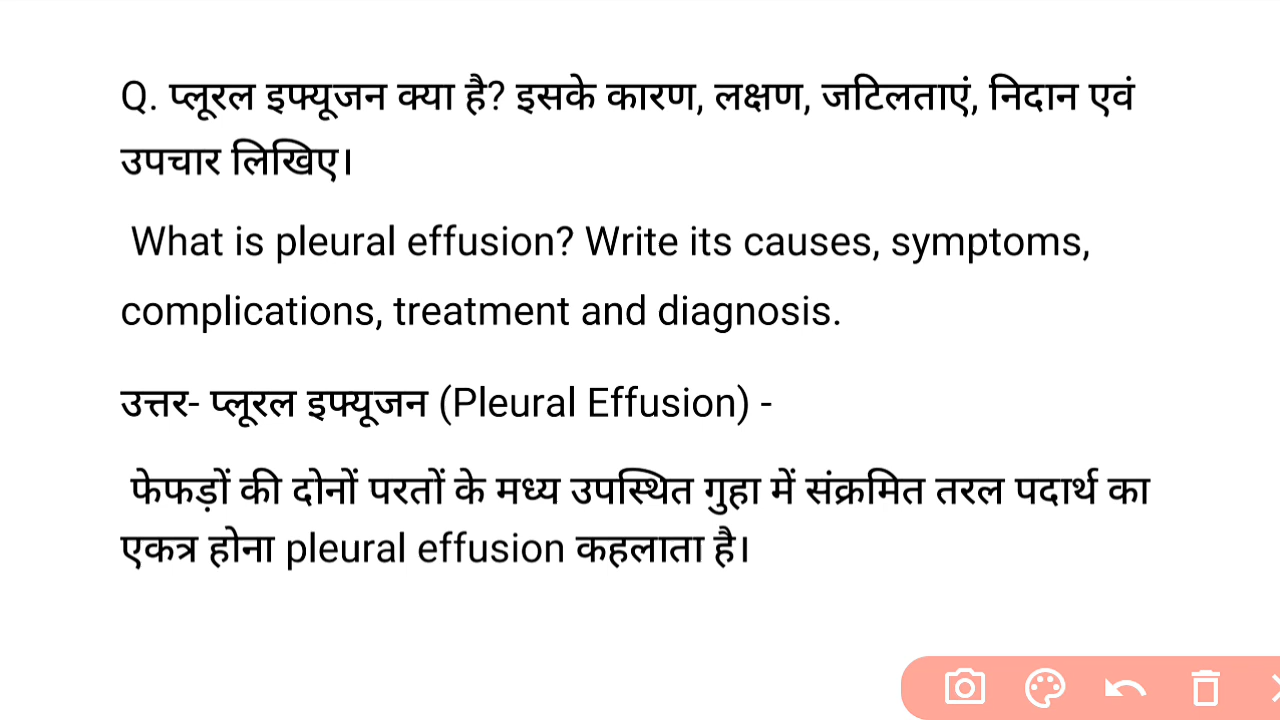 Q. प्लूरल इफ्यूजन क्या है? इसके कारण, लक्षण, जटिलताएं, निदान एवं
उपचार लिखिए।
What is pleural effusion? Write its causes, symptoms,
complications, treatment and diagnosis.
उत्तर- प्लूरल इफ्यूजन (Pleural Effusion) -
फेफड़ों की दोनों परतों के मध्य उपस्थित गुहा में संक्रमित तरल पदार्थ का
एकत्र होना pleural effusion कहलाता है।